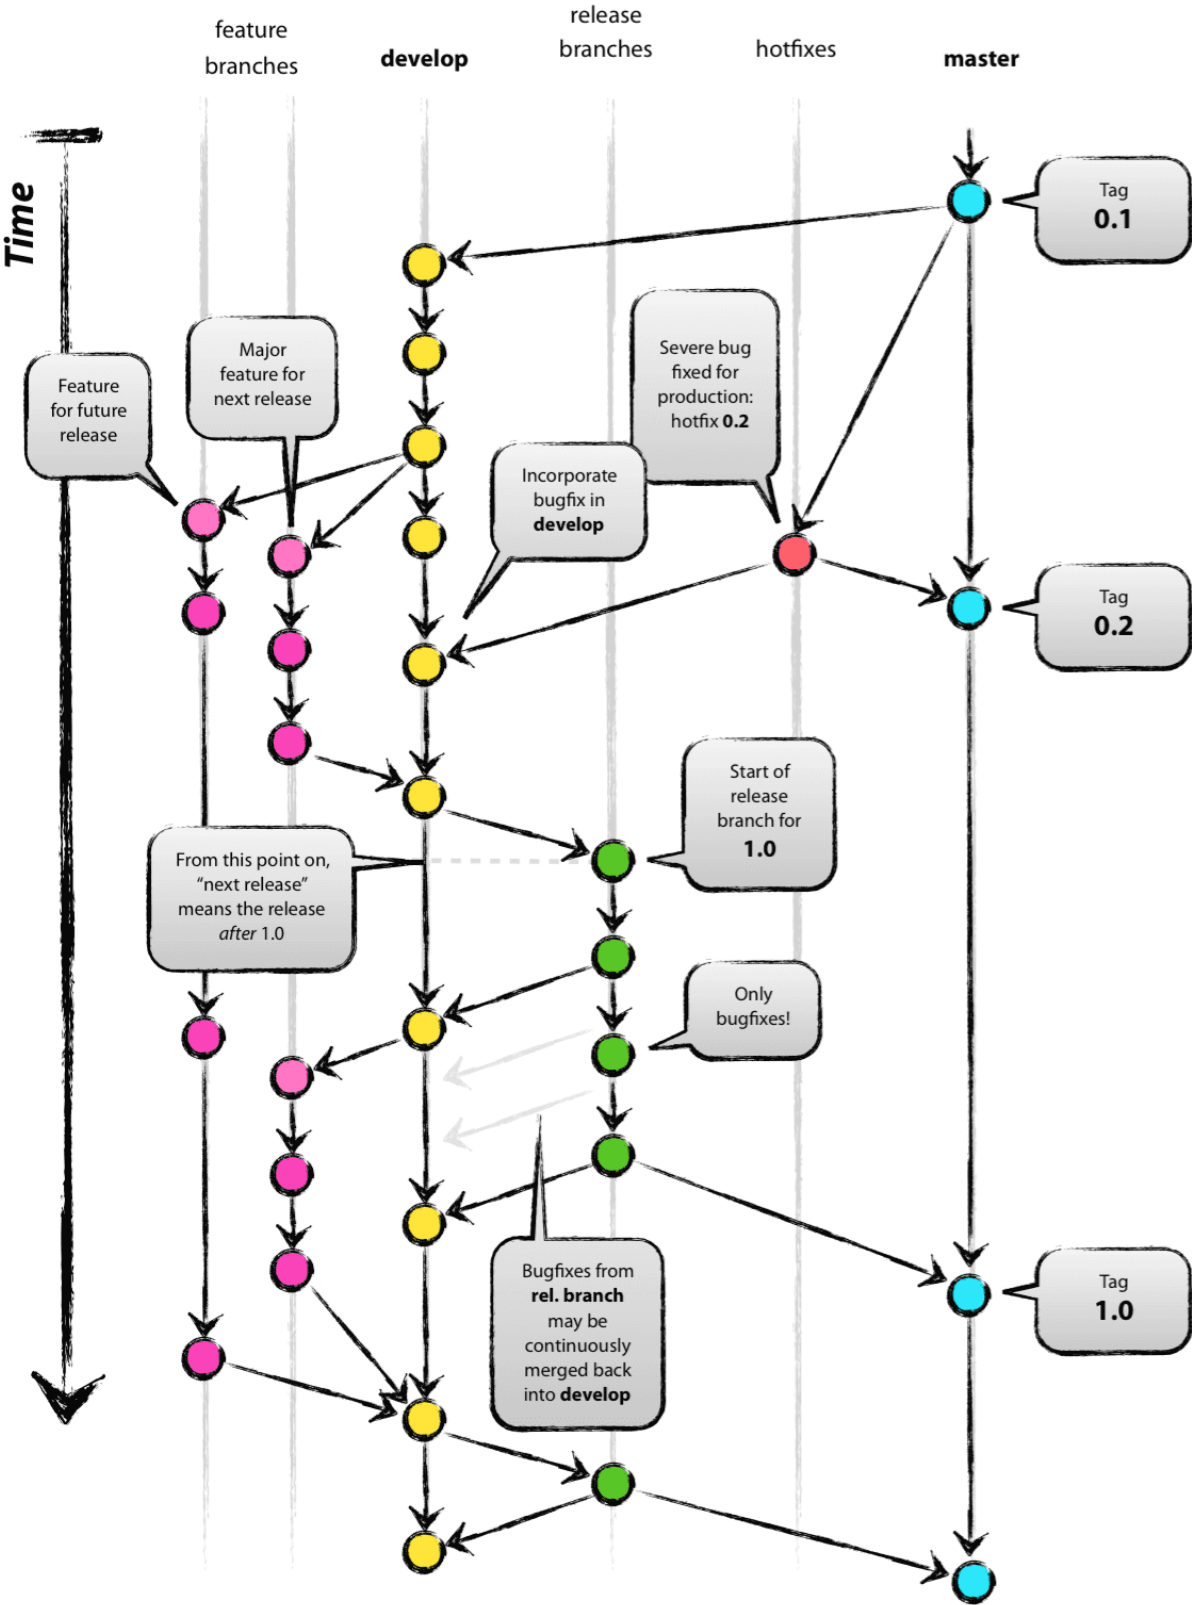 feature
branches
develop
release
branches
hotfixes
master
Time
Tag
0.1
Major
feature for
next release
Feature
for future
release
Severe bug
fixed for
production:
hotfix 0.2
Incorporate
bugfix in
develop
Tag
0.2
Start of
release
branch for
1.0
From this point on,
“next release”
means the release
after 1.0
Only
bugfixes!
Bugfixes from
rel. branch
may be
continuously
merged back
into develop
Tag
1.0